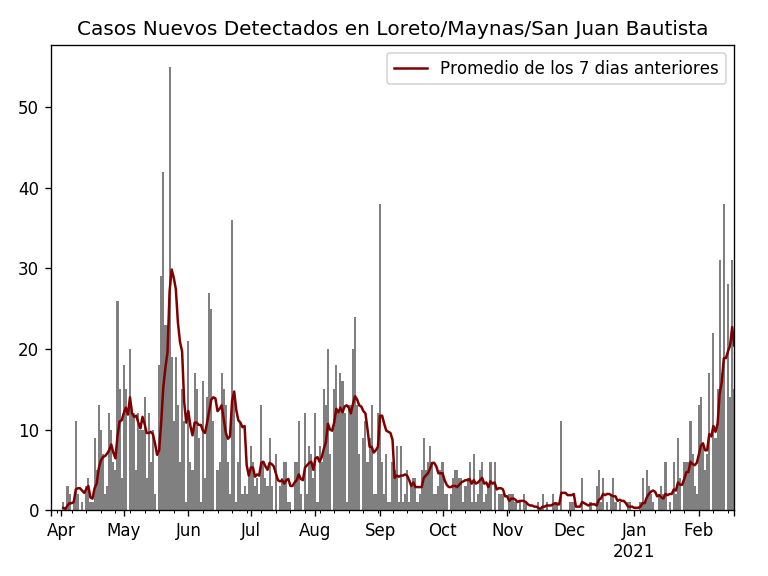 Casos Nuevos Detectados en Loreto/Maynas/San Juan Bautista
Promedio de los 7 dias anteriores
50
40
30
20
10
0
Apr May Jun Jul Aug Sep Oct Nov Dec Jan Feb
2021